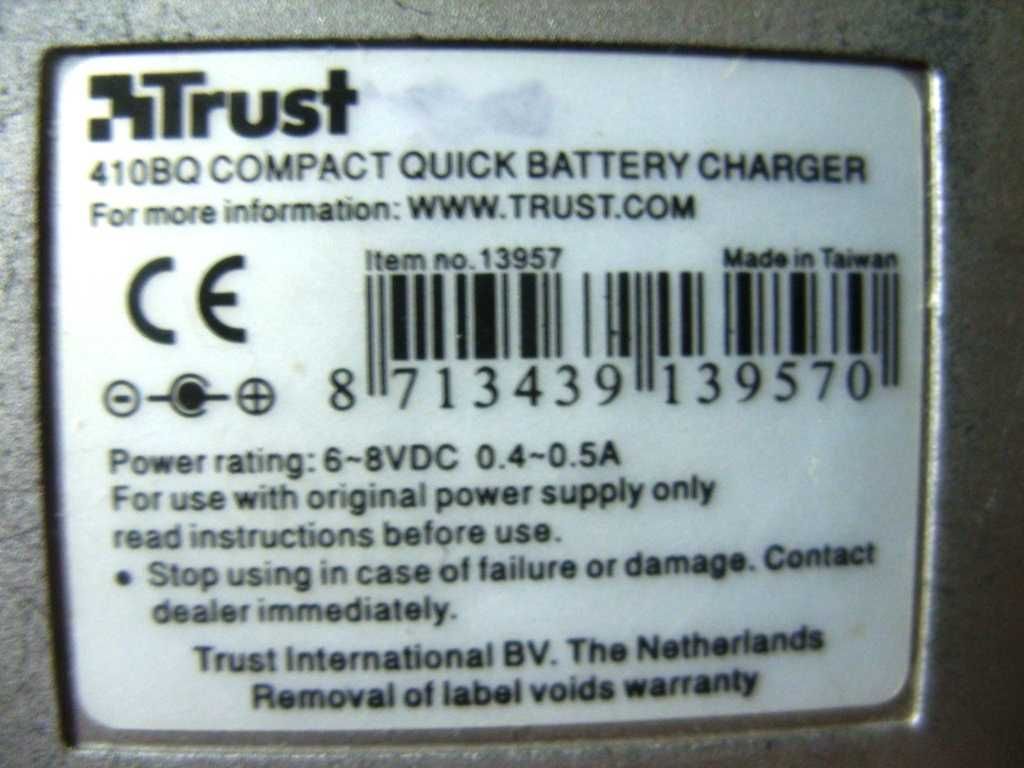 Trust
410BQ COMPACT QUICK BATTERY CHARGER
For more information: WWW.TRUST.COM
CE
Item no. 13957 Made in Taiwan
8 713439 139570
Power rating: 6~8VDC 0.4~0.5A
For use with original power supply only
read instructions before use.
• Stop using in case of failure or damage. Contact
dealer immediately.
Trust International BV. The Netherlands
Removal of label voids warranty